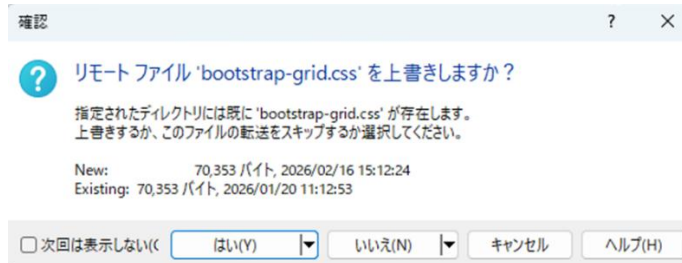 確認
? ×
?
リモート ファイル 'bootstrap-grid.css' を上書きしますか？
指定されたディレクトリには既に 'bootstrap-grid.css' が存在します。
上書きするか、このファイルの転送をスキップするか選択してください。
New: 70,353 バイト, 2026/02/16 15:12:24
Existing: 70,353 バイト, 2026/01/20 11:12:53
次回は表示しない(( はい(Y) いいえ(N) キャンセル ヘルプ(H)